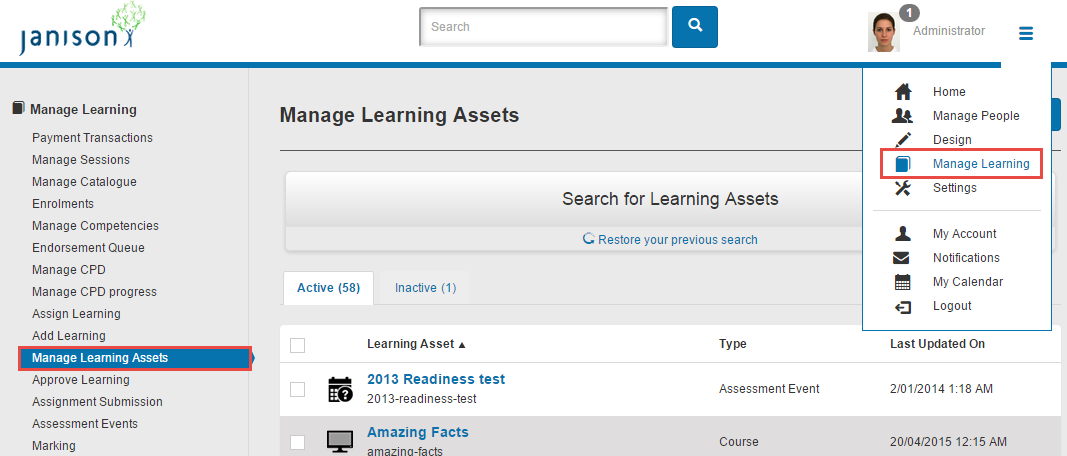 janison
Search
1
Administrator
Home
Manage People
Design
Manage Learning
Settings
My Account
Notifications
My Calendar
Logout
Manage Learning
Payment Transactions
Manage Sessions
Manage Catalogue
Enrolments
Manage Competencies
Endorsement Queue
Manage CPD
Manage CPD progress
Assign Learning
Add Learning
Manage Learning Assets
Approve Learning
Assignment Submission
Assessment Events
Marking
Manage Learning Assets
Search for Learning Assets
Restore your previous search
Active (58)
Inactive (1)
Learning Asset ▲ Type Last Updated On
2013 Readiness test
2013-readiness-test
Assessment Event
2/01/2014 1:18 AM
Amazing Facts
amazing-facts
Course
20/04/2015 12:15 AM